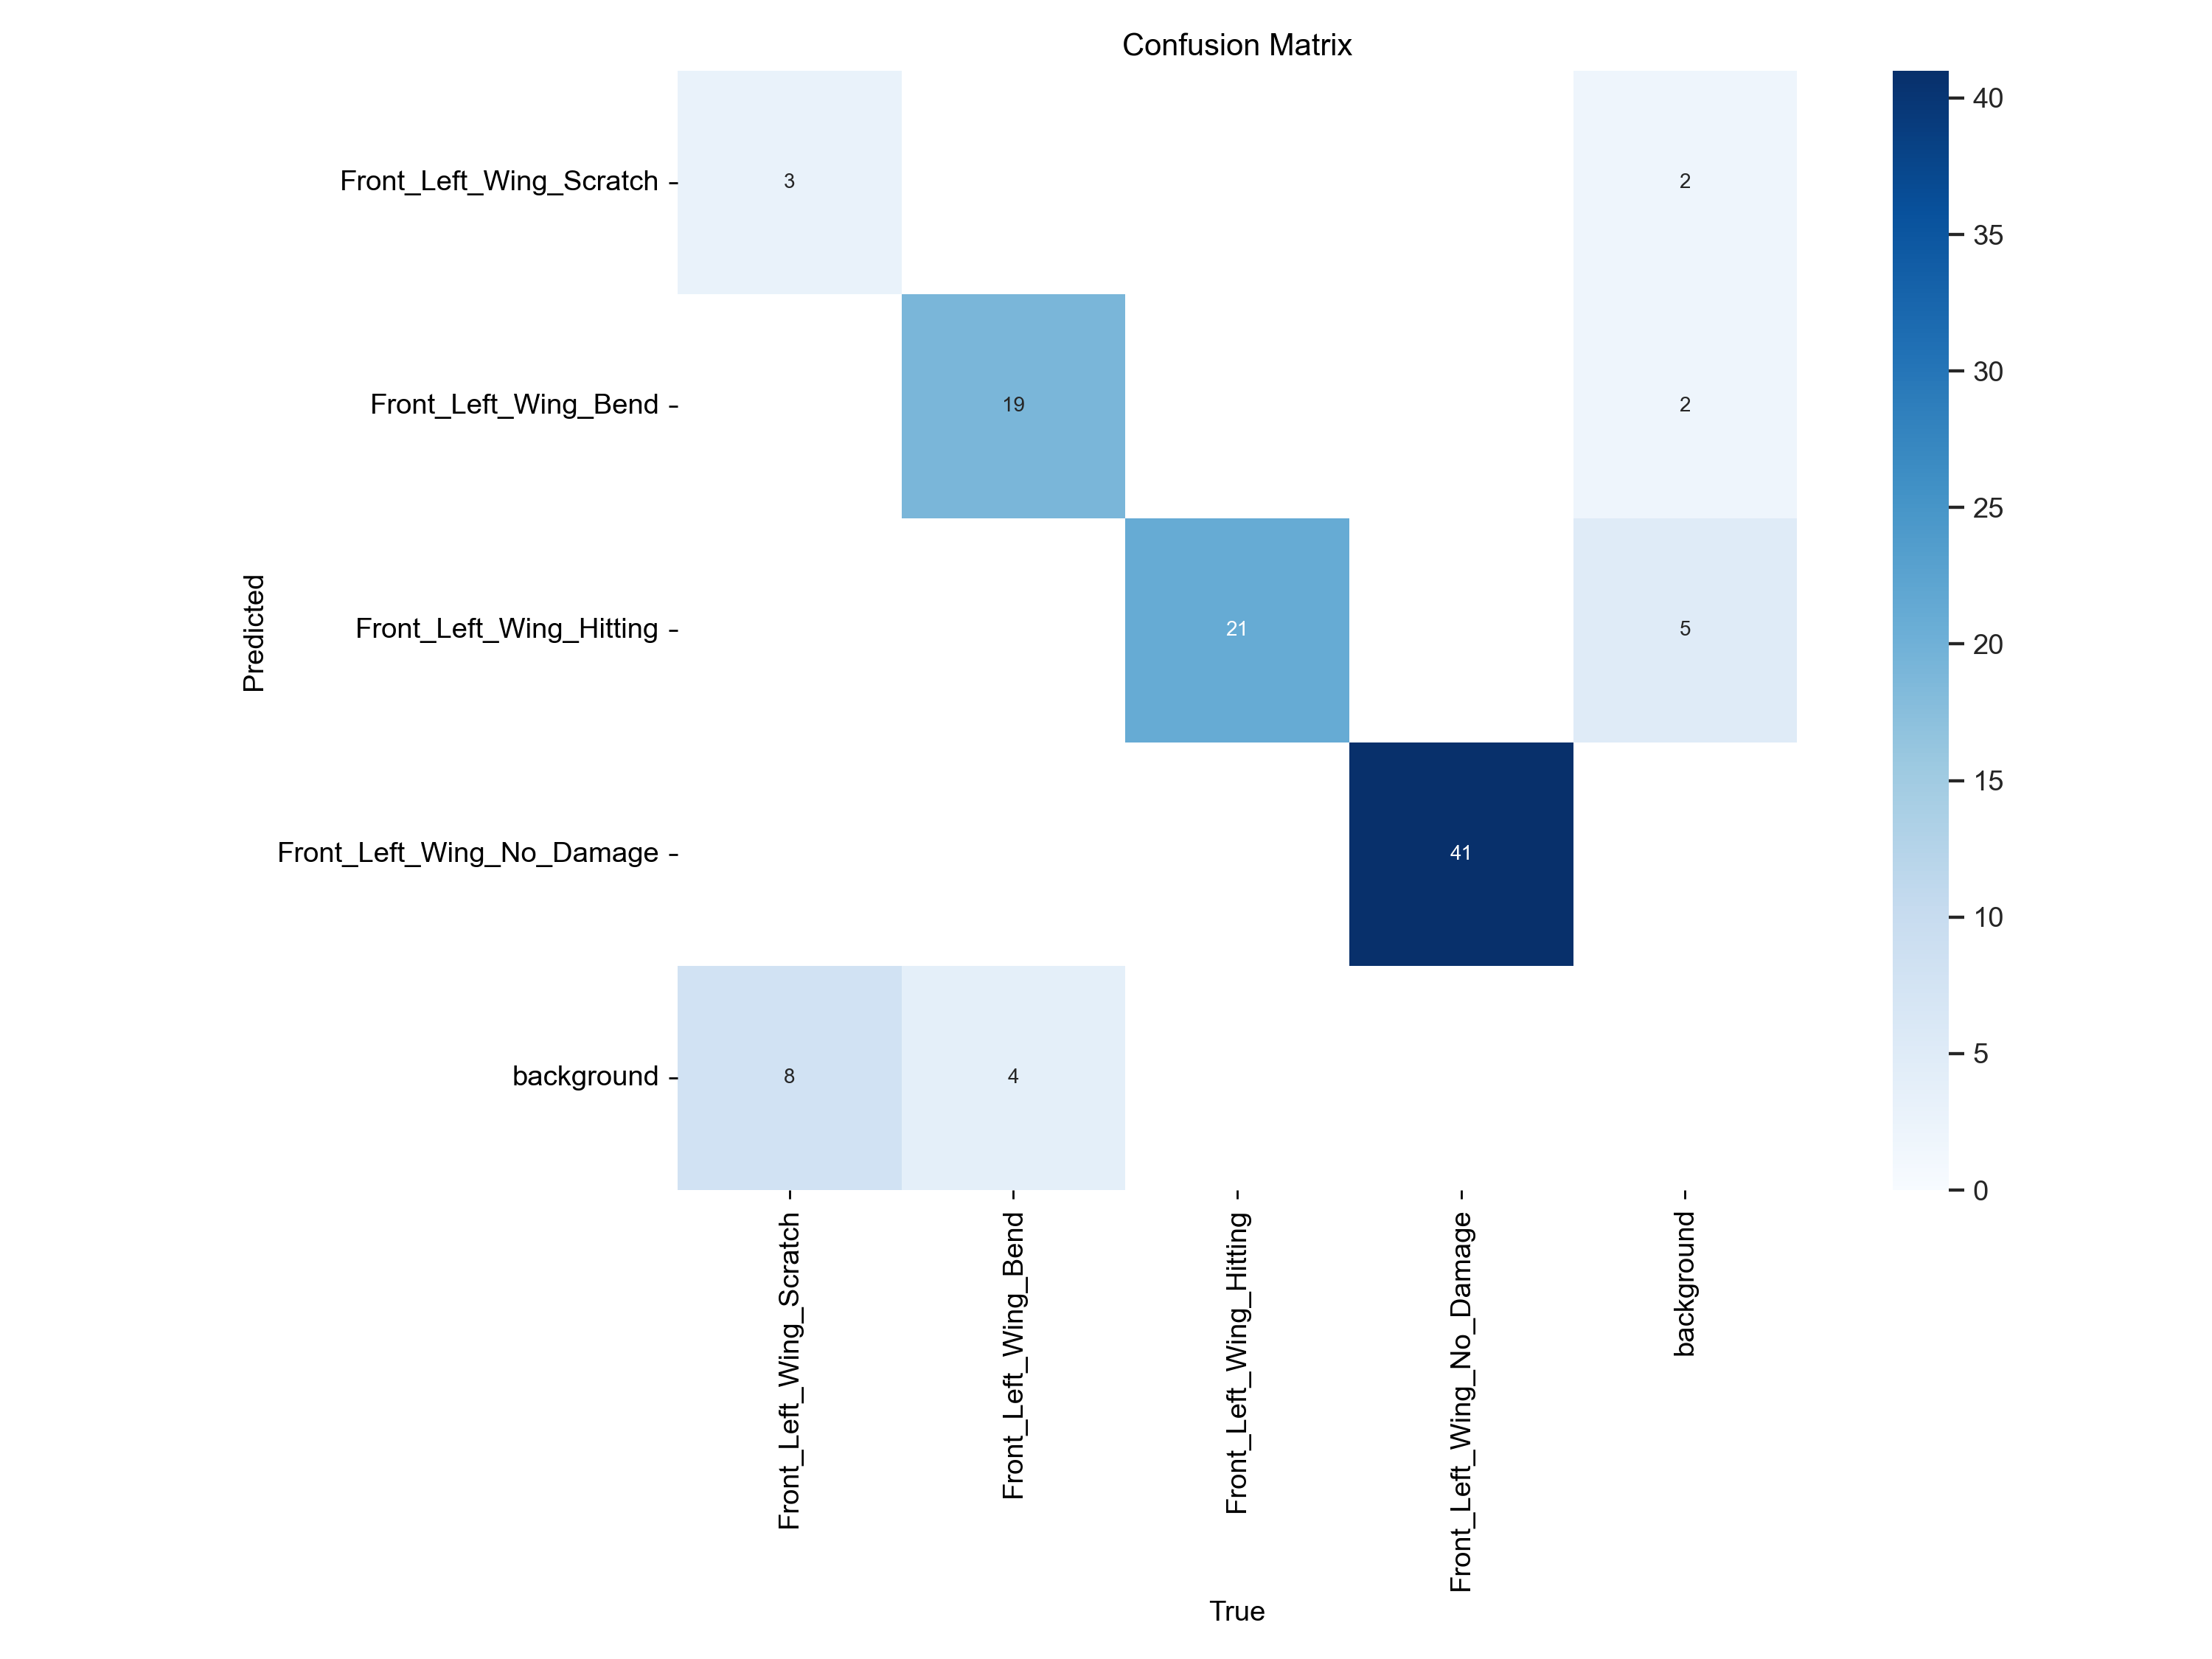 Confusion Matrix
Predicted
Front_Left_Wing_Scratch
3
2
Front_Left_Wing_Bend
19
2
Front_Left_Wing_Hitting
21
5
Front_Left_Wing_No_Damage
41
background
8
4
Front_Left_Wing_Scratch
Front_Left_Wing_Bend
Front_Left_Wing_Hitting
Front_Left_Wing_No_Damage
background
True
40
35
30
25
20
15
10
5
0